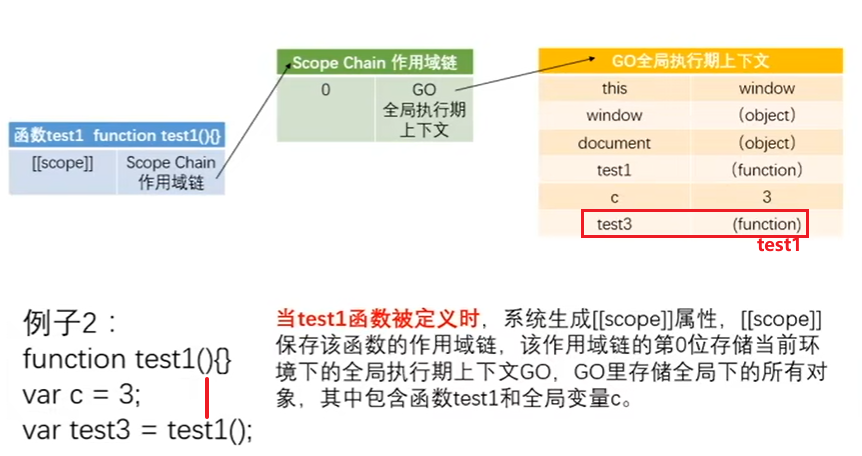 函数test1 function test1(){}
[[scope]]
Scope Chain
作用域链
Scope Chain 作用域链
0
GO
全局执行期
上下文
GO全局执行期上下文
this window
window （object）
document （object）
test1 （function）
c 3
test3 (function)
test1
例子2：
function test1(){}
var c = 3;
var test3 = test1();
当test1函数被定义时，系统生成[[scope]]属性，[[scope]]
保存该函数的作用域链，该作用域链的第0位存储当前环
境下的全局执行期上下文GO，GO里存储全局下的所有对
象，其中包含函数test1和全局变量c。